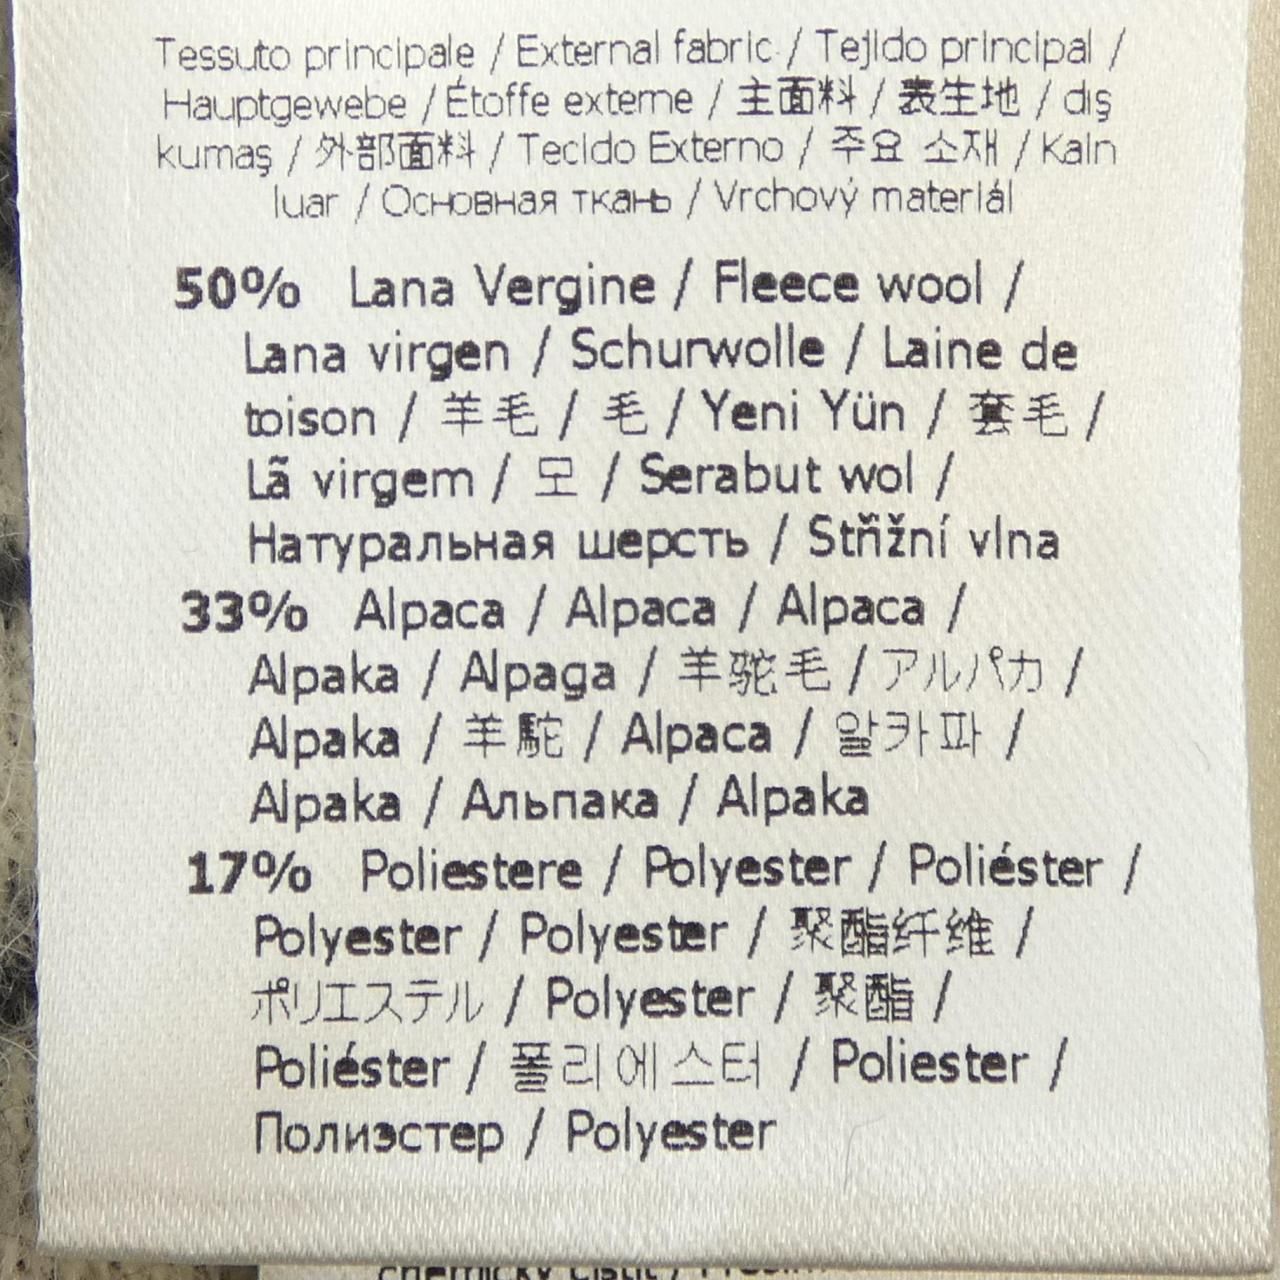 Tessuto principale / External fabric / Tejido principal /
Hauptgewebe / Étoffe externe / 主面料 / 表生地 / dış
kumaş / 外部面料 / Tecido Externo / 주요 소재 / Kain
luar / Основная ткань / Vrchový materiál
50% Lana Vergine / Fleece wool /
Lana virgen / Schurwolle / Laine de
toison / 羊毛 / 毛 / Yeni Yün / 套毛 /
Lã virgem / 모 / Serabut wol /
Натуральная шерсть / Střižní vlna
33% Alpaca / Alpaca / Alpaca /
Alpaka / Alpaga / 羊驼毛 / アルパカ /
Alpaka / 羊駝 / Alpaca / 알카파 /
Alpaka / Альпака / Alpaka
17% Poliestere / Polyester / Poliéster /
Polyester / Polyester / 聚酯纤维 /
ポリエステル / Polyester / 聚酯 /
Poliéster / 폴리에스터 / Poliester /
Полиэстер / Polyester
chemicky čistit /